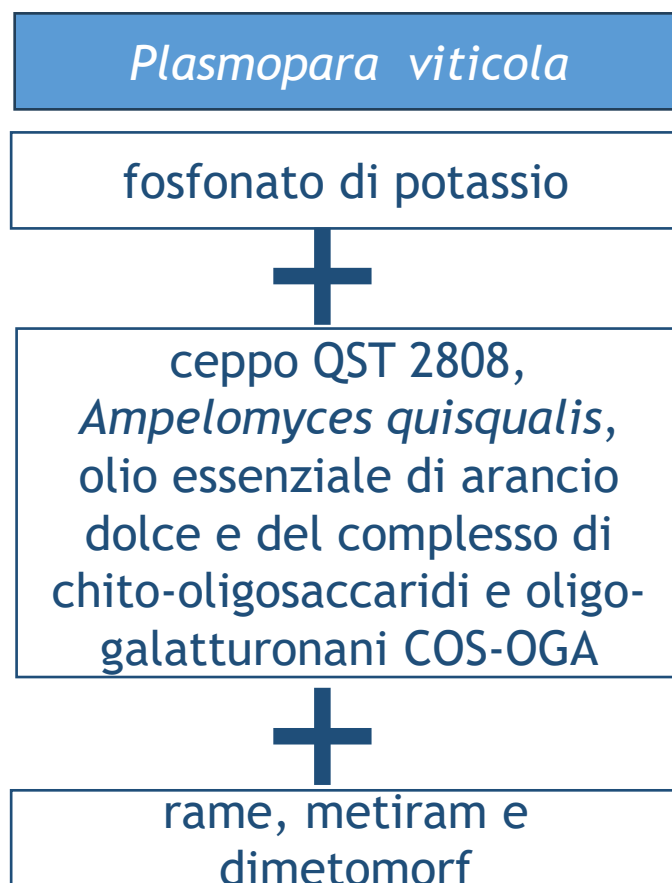 Plasmopara viticola
fosfonato di potassio
+
ceppo QST 2808,
Ampelomyces quisqualis,
olio essenziale di arancio
dolce e del complesso di
chito-oligosaccaridi e oligo-
galatturonani COS-OGA
+
rame, metiram e
dimetomorf